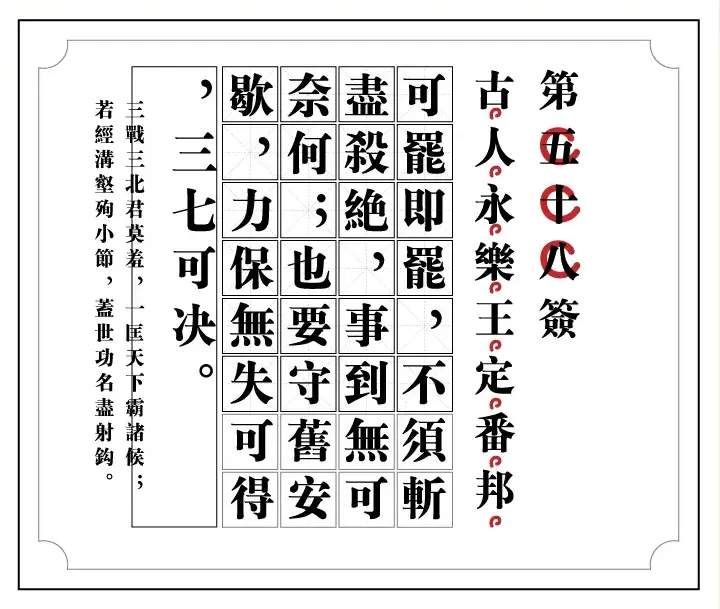 第五十八簽
古人永樂王定番邦
可罷即罷，不須斬
盡殺絕，事到無可
奈何；也要守舊安
歇，力保無失可得
，三七可决。
三戰三北君莫羞，一匡天下霸諸候；
若經溝壑殉小節，蓋世功名盡射鈎。